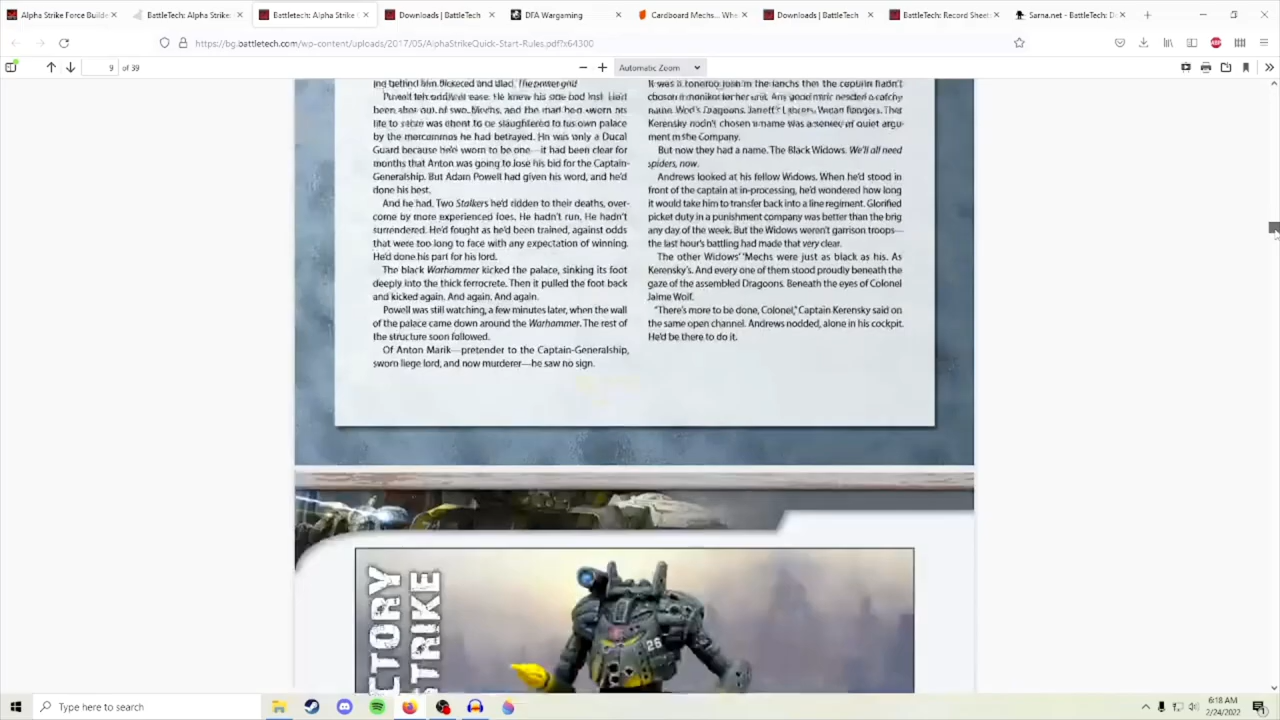 Alpha Strike Force Builde
BattleTech: Alpha Strike:
Battletech: Alpha Strike
Downloads | BattleTech
DFA Wargaming
Cardboard Mechs... Whe
Downloads | BattleTech
BattleTech: Record Sheet
Sarna.net - BattleTech: D
https://bg.battletech.com/wp-content/uploads/2017/05/AlphaStrikeQuick-Start-Rules.pdf?x64300
9 of 39
Automatic Zoom
life to
was about to be slaughtered in his own palace
by the mercenaries he had betrayed. He was only a Ducal
Guard because he'd sworn to be one—it had been clear for
months that Anton was going to lose his bid for the Captain-
Generalship. But Adam Powell had given his word, and he'd
done his best.
And he had. Two Stalkers he'd ridden to their deaths, over-
come by more experienced foes. He hadn't run. He hadn't
surrendered. He'd fought as he'd been trained, against odds
that were too long to face with any expectation of winning.
He'd done his part for his lord.
The black Warhammer kicked the palace, sinking its foot
deeply into the thick ferrocrete. Then it pulled the foot back
and kicked again. And again. And again.
Powell was still watching, a few minutes later, when the wall
of the palace came down around the Warhammer. The rest of
the structure soon followed.
Of Anton Marik—pretender to the Captain-Generalship,
sworn liege lord, and now murderer—he saw no sign.
Kerensky
chosen a name was a
of quiet argu-
ment in the Company.
But now they had a name. The Black Widows. We'll all need
spiders, now.
Andrews looked at his fellow Widows. When he'd stood in
front of the captain at in-processing, he'd wondered how long
it would take him to transfer back into a line regiment. Glorified
picket duty in a punishment company was better than the brig
any day of the week. But the Widows weren't garrison troops—
the last hour's battling had made that very clear.
The other Widows' 'Mechs were just as black as his. As
Kerensky's. And every one of them stood proudly beneath the
gaze of the assembled Dragoons. Beneath the eyes of Colonel
Jaime Wolf.
"There's more to be done, Colonel," Captain Kerensky said on
the same open channel. Andrews nodded, alone in his cockpit.
He'd be there to do it.
CTORY
STRIKE
26
Type here to search
6:18 AM
2/24/2022